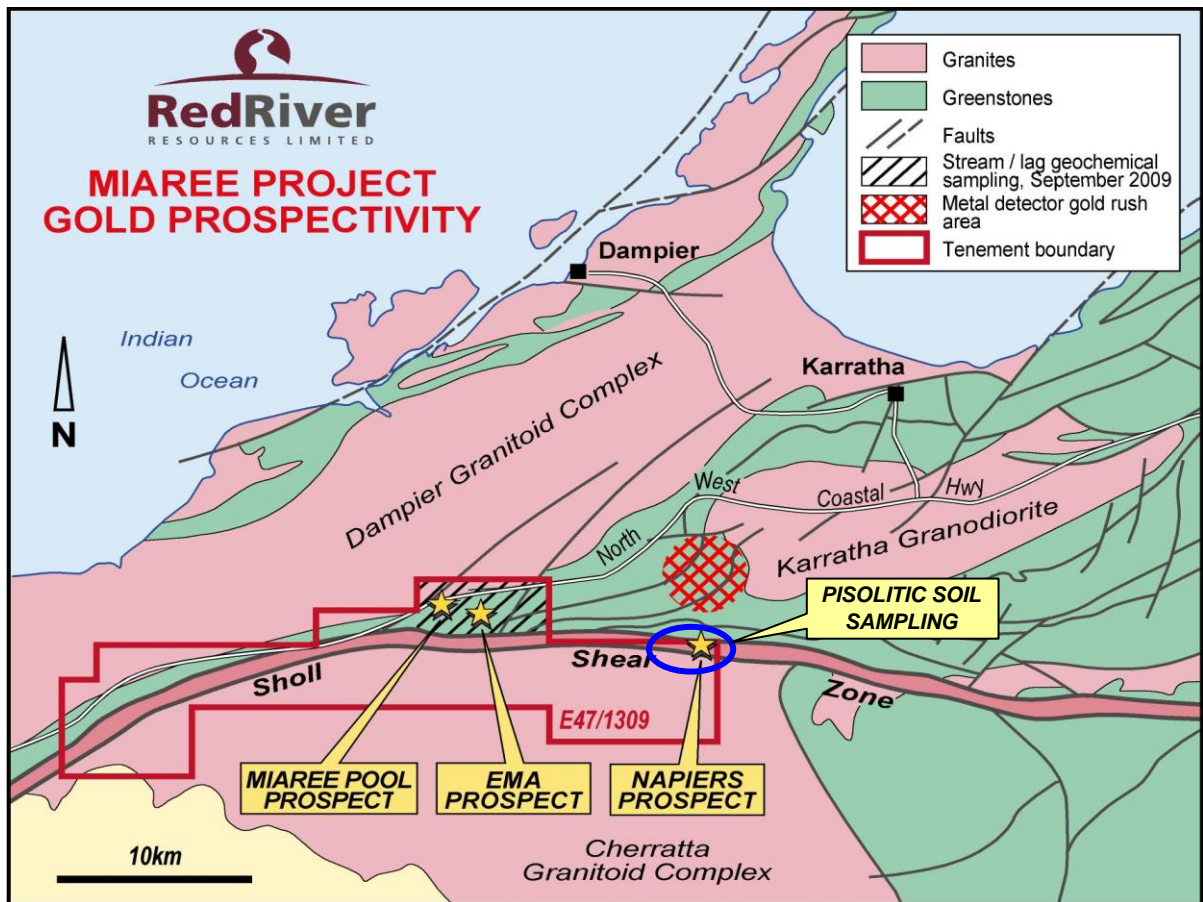 RedRiver
RESOURCES LIMITED
MIAREE PROJECT
GOLD PROSPECTIVITY
Granites
Greenstones
Faults
Stream / lag geochemical
sampling, September 2009
Metal detector gold rush
area
Tenement boundary
Dampier
Indian
Ocean
N
Karratha
Dampier Granitoid Complex
North West Coastal Hwy
Karratha Granodiorite
PISOLITIC SOIL
SAMPLING
Sholl Shear Zone
E47/1309
MIAREE POOL
PROSPECT
EMA
PROSPECT
NAPIERS
PROSPECT
10km
Cherratta
Granitoid Complex